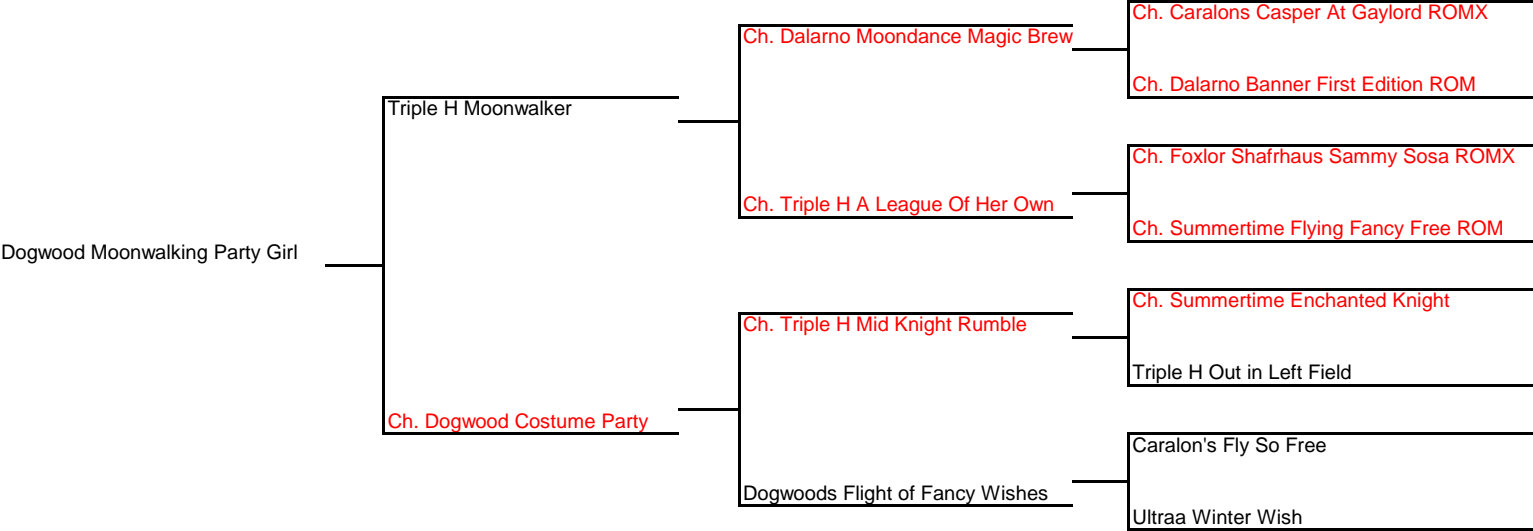 Ch. Caralons Casper At Gaylord ROMX
Ch. Dalarno Moondance Magic Brew
Ch. Dalarno Banner First Edition ROM
Triple H Moonwalker
Ch. Foxlor Shafrhaus Sammy Sosa ROMX
Ch. Triple H A League Of Her Own
Ch. Summertime Flying Fancy Free ROM
Dogwood Moonwalking Party Girl
Ch. Summertime Enchanted Knight
Ch. Triple H Mid Knight Rumble
Triple H Out in Left Field
Ch. Dogwood Costume Party
Caralon's Fly So Free
Dogwoods Flight of Fancy Wishes
Ultraa Winter Wish